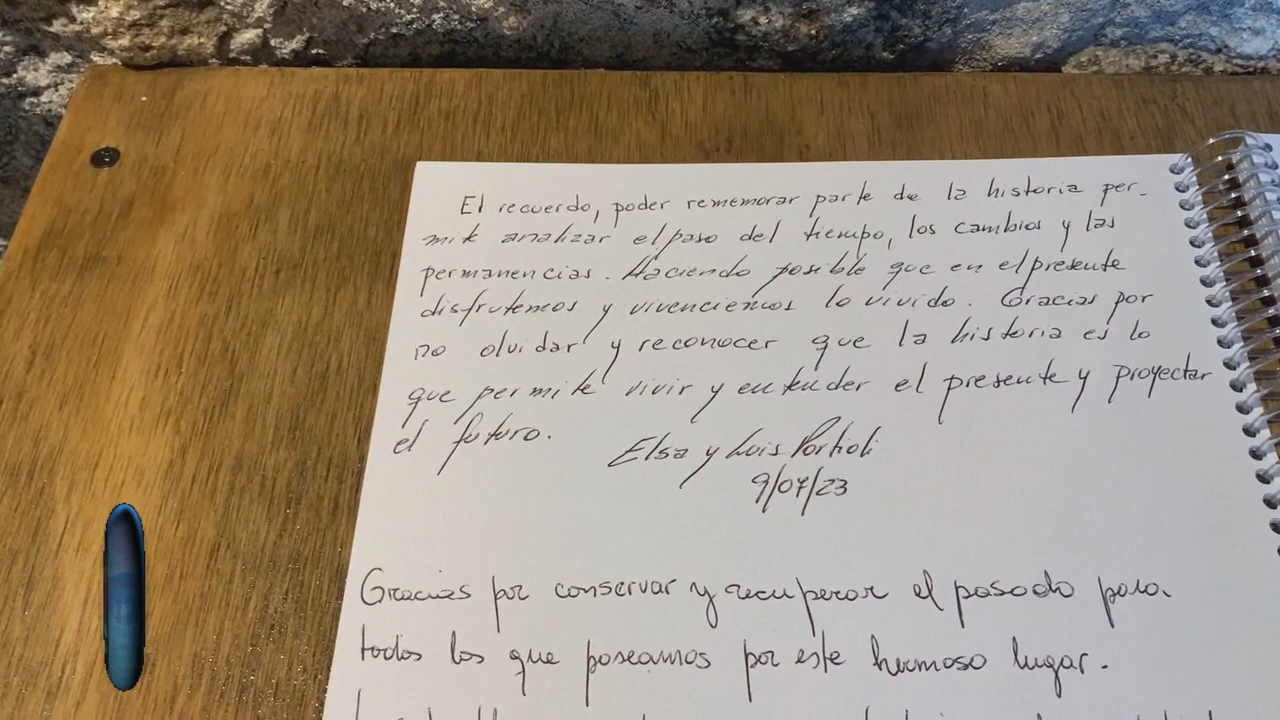 El recuerdo, poder rememorar parte de la historia per-
mite analizar el paso del tiempo, los cambios y las
permanencias. Haciendo posible que en el presente
disfrutemos y vivenciemos lo vivido. Gracias por
no olvidar y reconocer que la historia es lo
que permite vivir y entender el presente y proyectar
el futuro.
Elsa y Luis Portioli
9/07/23
Gracias por conservar y recuperar el pasado para
todos los que paseamos por este hermoso lugar.